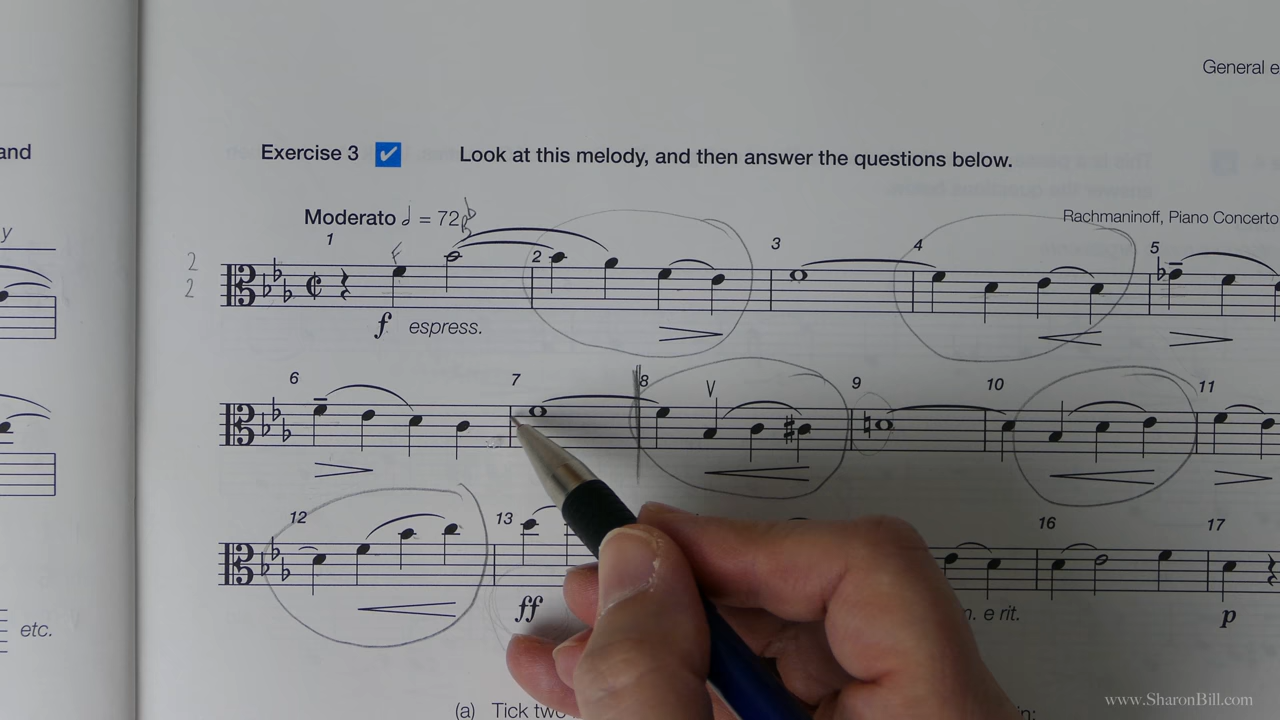 General e
and
Exercise 3 Look at this melody, and then answer the questions below.
y
Moderato = 72
Rachmaninoff, Piano Concerto
1
F
2
3
4
5
2
2
f espress.
6
7
8
V
9
10
11
12
13
16
17
ff
etc.
n. e rit.
p
(a) Tick two
in:
www.SharonBill.com